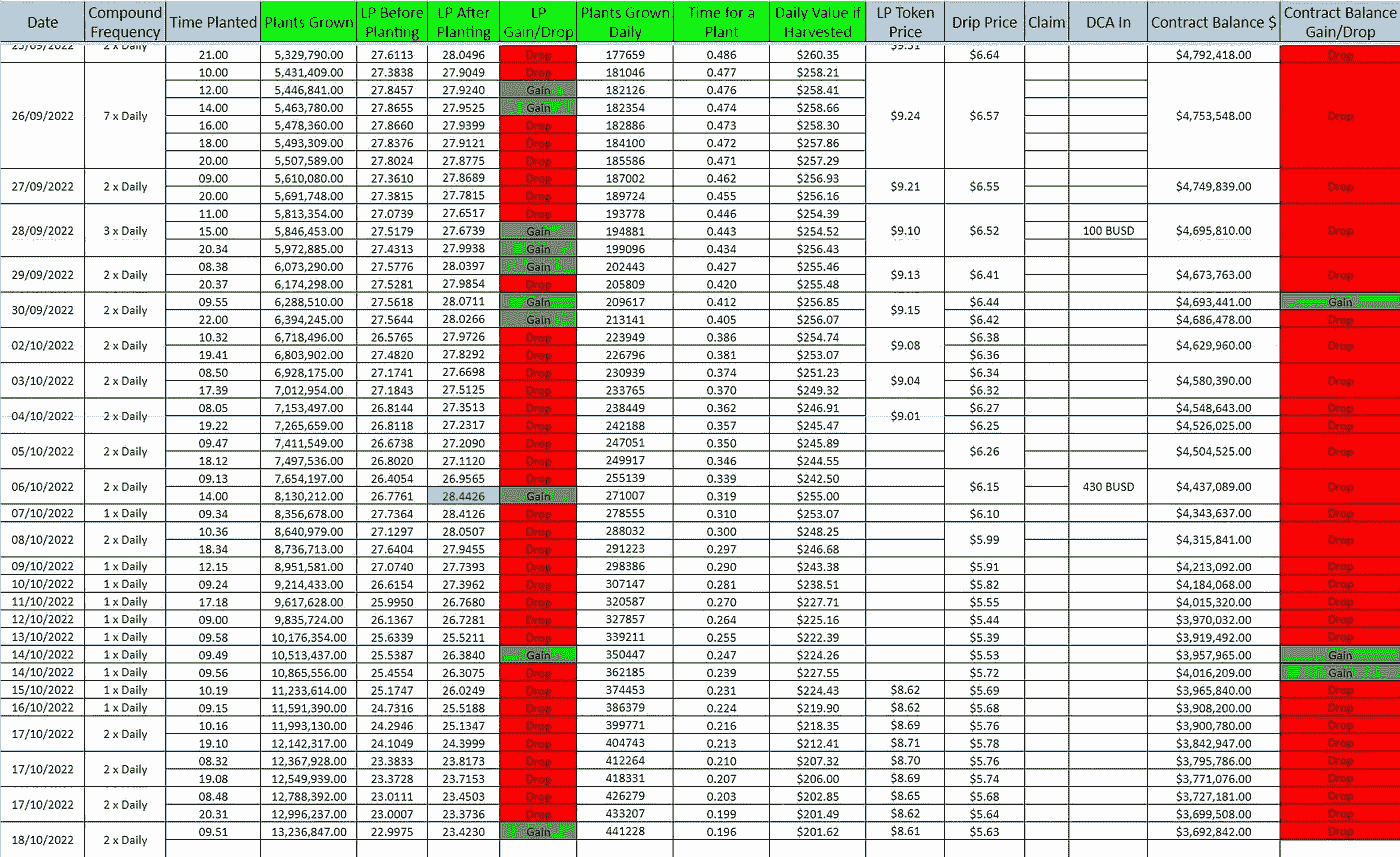 Date Compound Frequency Time Planted Plants Grown LP Before Planting LP After Planting LP Gain/Drop Plants Grown Daily Time for a Plant Daily Value if Harvested LP Token Price Drip Price Claim DCA In Contract Balance $ Contract Balance Gain/Drop
21.00 5,329,790.00 27.6113 28.0496 Drop 177659 0.486 $260.35 $6.64 $4,792,418.00 Drop
26/09/2022 7 x Daily $9.24 $6.57 $4,753,548.00 Drop
10.00 5,431,409.00 27.3838 27.9049 Drop 181046 0.477 $258.21
12.00 5,446,841.00 27.8457 27.9240 Gain 182126 0.476 $258.41
14.00 5,463,780.00 27.8655 27.9525 Gain 182354 0.474 $258.66
16.00 5,478,360.00 27.8660 27.9399 Drop 182886 0.473 $258.30
18.00 5,493,309.00 27.8376 27.9121 Drop 184100 0.472 $257.86
20.00 5,507,589.00 27.8024 27.8775 Drop 185586 0.471 $257.29
27/09/2022 2 x Daily $9.21 $6.55 $4,749,839.00 Drop
09.00 5,610,080.00 27.3610 27.8689 Drop 187002 0.462 $256.93
20.00 5,691,748.00 27.3815 27.7815 Drop 189724 0.455 $256.16
28/09/2022 3 x Daily $9.10 $6.52 100 BUSD $4,695,810.00 Drop
11.00 5,813,354.00 27.0739 27.6517 Drop 193778 0.446 $254.39
15.00 5,846,453.00 27.5179 27.6739 Gain 194881 0.443 $254.52
20.34 5,972,885.00 27.4313 27.9938 Gain 199096 0.434 $256.43
29/09/2022 2 x Daily $9.13 $6.41 $4,673,763.00 Drop
08.38 6,073,290.00 27.5776 28.0397 Gain 202443 0.427 $255.46
20.37 6,174,298.00 27.5281 27.9854 Drop 205809 0.420 $255.48
30/09/2022 2 x Daily $9.15
09.55 6,288,510.00 27.5618 28.0711 Gain 209617 0.412 $256.85 $6.44 $4,693,441.00 Gain
22.00 6,394,245.00 27.5644 28.0266 Gain 213141 0.405 $256.07 $6.42 $4,686,478.00 Drop
02/10/2022 2 x Daily $9.08 $4,629,960.00 Drop
10.32 6,718,496.00 26.5765 27.9726 Drop 223949 0.386 $254.74 $6.38
19.41 6,803,902.00 27.4820 27.8292 Drop 226796 0.381 $253.07 $6.36
03/10/2022 2 x Daily $9.04 $4,580,390.00 Drop
08.50 6,928,175.00 27.1741 27.6698 Drop 230939 0.374 $251.23 $6.34
17.39 7,012,954.00 27.1843 27.5125 Drop 233765 0.370 $249.32 $6.32
04/10/2022 2 x Daily $9.01
08.05 7,153,497.00 26.8144 27.3513 Drop 238449 0.362 $246.91 $6.27 $4,548,643.00 Drop
19.22 7,265,659.00 26.8118 27.2317 Drop 242188 0.357 $245.47 $6.25 $4,526,025.00 Drop
05/10/2022 2 x Daily $6.26 $4,504,525.00 Drop
09.47 7,411,549.00 26.6738 27.2090 Drop 247051 0.350 $245.89
18.12 7,497,536.00 26.8020 27.1120 Drop 249917 0.346 $244.55
06/10/2022 2 x Daily $6.15 430 BUSD $4,437,089.00 Drop
09.13 7,654,197.00 26.4054 26.9565 Drop 255139 0.339 $242.50
14.00 8,130,212.00 26.7761 28.4426 Gain 271007 0.319 $255.00
07/10/2022 1 x Daily 09.34 8,356,678.00 27.7364 28.4126 Drop 278555 0.310 $253.07 $6.10 $4,343,637.00 Drop
08/10/2022 2 x Daily $5.99 $4,315,841.00 Drop
10.36 8,640,979.00 27.1297 28.0507 Drop 288032 0.300 $248.25
18.34 8,736,713.00 27.6404 27.9455 Drop 291223 0.297 $246.68
09/10/2022 1 x Daily 12.15 8,951,581.00 27.0740 27.7393 Drop 298386 0.290 $243.38 $5.91 $4,213,092.00 Drop
10/10/2022 1 x Daily 09.24 9,214,433.00 26.6154 27.3962 Drop 307147 0.281 $238.51 $5.82 $4,184,068.00 Drop
11/10/2022 1 x Daily 17.18 9,617,628.00 25.9950 26.7680 Drop 320587 0.270 $227.71 $5.55 $4,015,320.00 Drop
12/10/2022 1 x Daily 09.00 9,835,724.00 26.1367 26.7281 Drop 327857 0.264 $225.16 $5.44 $3,970,032.00 Drop
13/10/2022 1 x Daily 09.58 10,176,354.00 25.6339 25.5211 Drop 339211 0.255 $222.39 $5.39 $3,919,492.00 Drop
14/10/2022 1 x Daily 09.49 10,513,437.00 25.5387 26.3840 Gain 350447 0.247 $224.26 $5.53 $3,957,965.00 Gain
14/10/2022 1 x Daily 09.56 10,865,556.00 25.4554 26.3075 Drop 362185 0.239 $227.55 $5.72 $4,016,209.00 Gain
15/10/2022 1 x Daily 10.19 11,233,614.00 25.1747 26.0249 Drop 374453 0.231 $224.43 $8.62 $5.69 $3,965,840.00 Drop
16/10/2022 1 x Daily 09.15 11,591,390.00 24.7316 25.5188 Drop 386379 0.224 $219.90 $8.62 $5.68 $3,908,200.00 Drop
17/10/2022 2 x Daily
10.16 11,993,130.00 24.2946 25.1347 Drop 399771 0.216 $218.35 $8.69 $5.76 $3,900,780.00 Drop
19.10 12,142,317.00 24.1049 24.3999 Drop 404743 0.213 $212.41 $8.71 $5.78 $3,842,947.00 Drop
17/10/2022 2 x Daily
08.32 12,367,928.00 23.3833 23.8173 Drop 412264 0.210 $207.32 $8.70 $5.76 $3,795,786.00 Drop
19.08 12,549,939.00 23.3728 23.7153 Drop 418331 0.207 $206.00 $8.69 $5.74 $3,771,076.00 Drop
17/10/2022 2 x Daily
08.48 12,788,392.00 23.0111 23.4503 Drop 426279 0.203 $202.85 $8.65 $5.68 $3,727,181.00 Drop
20.31 12,996,237.00 23.0007 23.3736 Drop 433207 0.199 $201.49 $8.62 $5.64 $3,699,508.00 Drop
18/10/2022 2 x Daily
09.51 13,236,847.00 22.9975 23.4230 Gain 441228 0.196 $201.62 $8.61 $5.63 $3,692,842.00 Drop